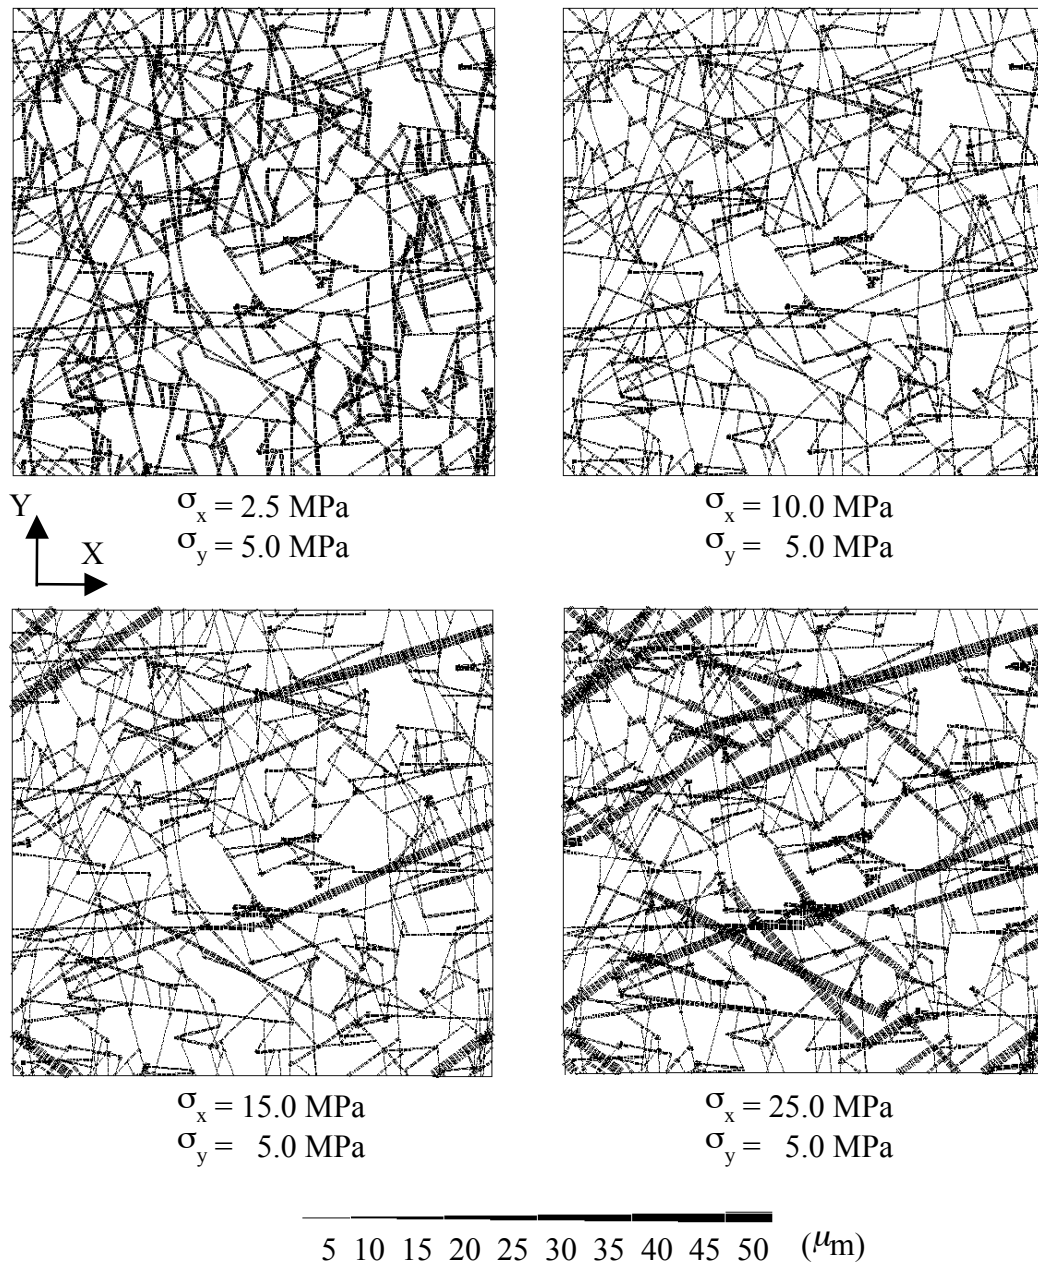 σx = 2.5 MPa
σy = 5.0 MPa
σx = 10.0 MPa
σy = 5.0 MPa
Y
X
σx = 15.0 MPa
σy = 5.0 MPa
σx = 25.0 MPa
σy = 5.0 MPa
5 10 15 20 25 30 35 40 45 50 (μm)